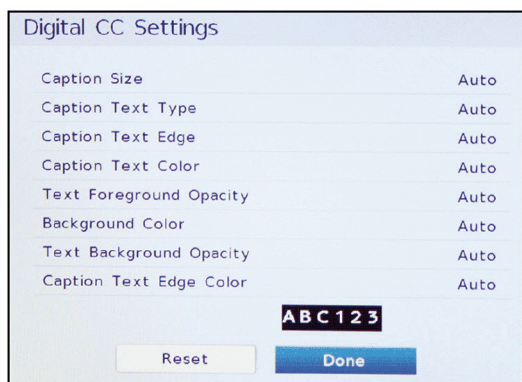 Digital CC Settings
Caption Size Auto
Caption Text Type Auto
Caption Text Edge Auto
Caption Text Color Auto
Text Foreground Opacity Auto
Background Color Auto
Text Background Opacity Auto
Caption Text Edge Color Auto
ABC123
Reset Done